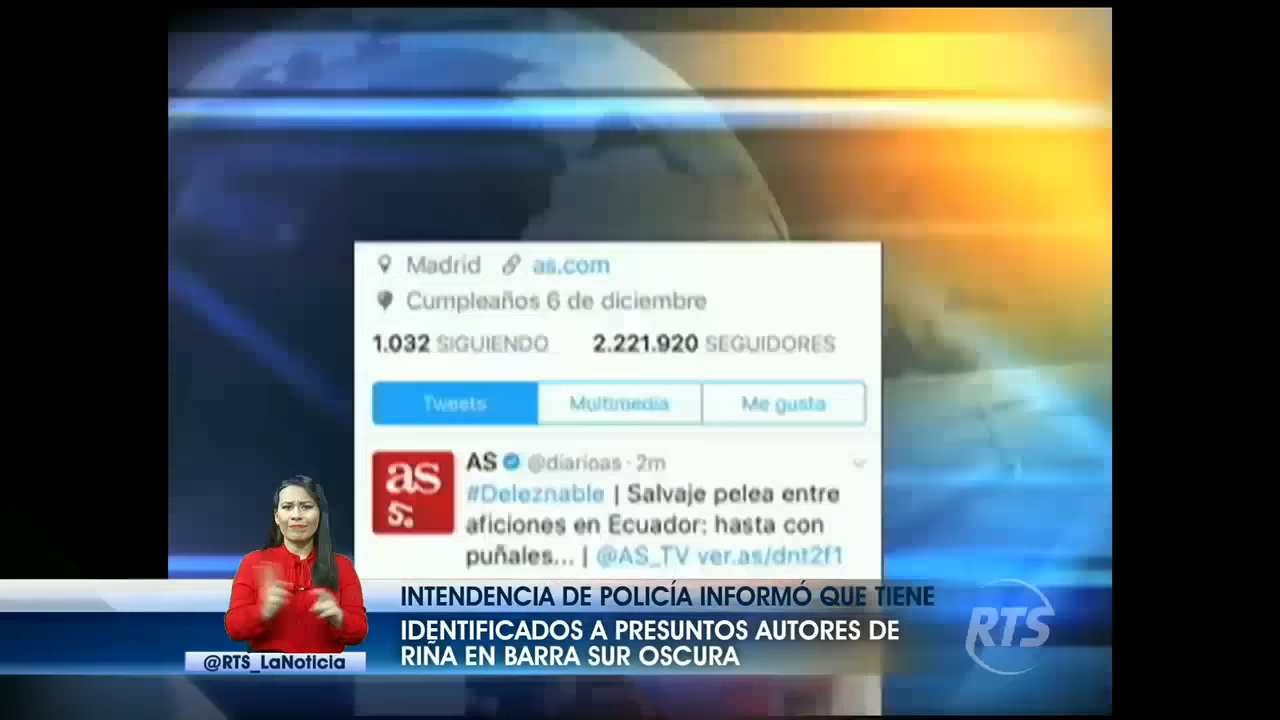 Madrid as.com
Cumpleaños 6 de diciembre
1.032 SIGUIENDO 2.221.920 SEGUIDORES
Tweets Multimedia Me gusta
as
s.
AS @diarioas · 2m
#Deleznable | Salvaje pelea entre
aficiones en Ecuador: hasta con
puñales... | @AS_TV ver.as/dnt2f1
INTENDENCIA DE POLICÍA INFORMÓ QUE TIENE
IDENTIFICADOS A PRESUNTOS AUTORES DE
RIÑA EN BARRA SUR OSCURA
@RTS_LaNoticia
RTS